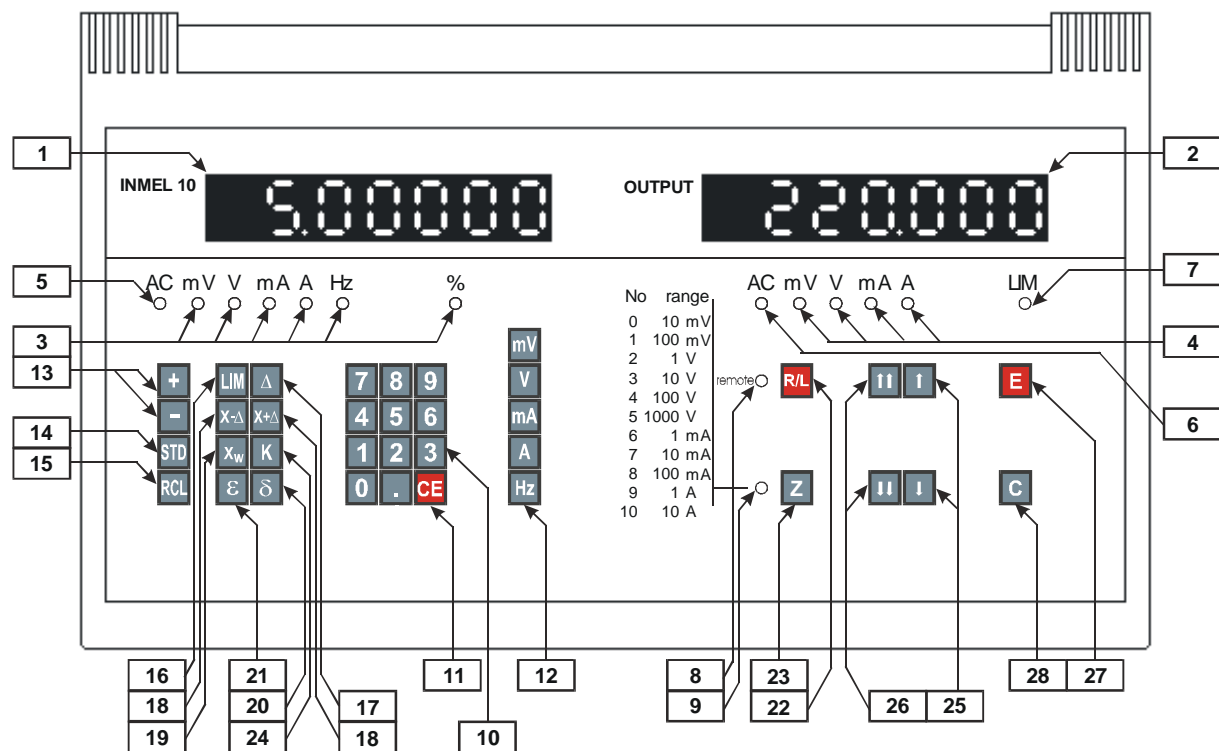 1
INMEL 10
5.00000
OUTPUT
220.000
2
5
AC mV V mA A Hz %
AC mV V mA A LIM
7
3
4
No range
0 10 mV
1 100 mV
2 1 V
3 10 V
4 100 V
5 1000 V
6 1 mA
7 10 mA
8 100 mA
9 1 A
10 10 A
13
14
15
+ LIM Δ
- X-Δ X+Δ
STD Xw K
RCL ε δ
7 8 9
4 5 6
1 2 3
0 . CE
mV
V
mA
A
Hz
remote
R/L ⇈ ↑ E
Z ⇊ ↓ C
6
16 21 11 12 8 23 28 27
18 20 17 9 22 26 25
19 24 18 10